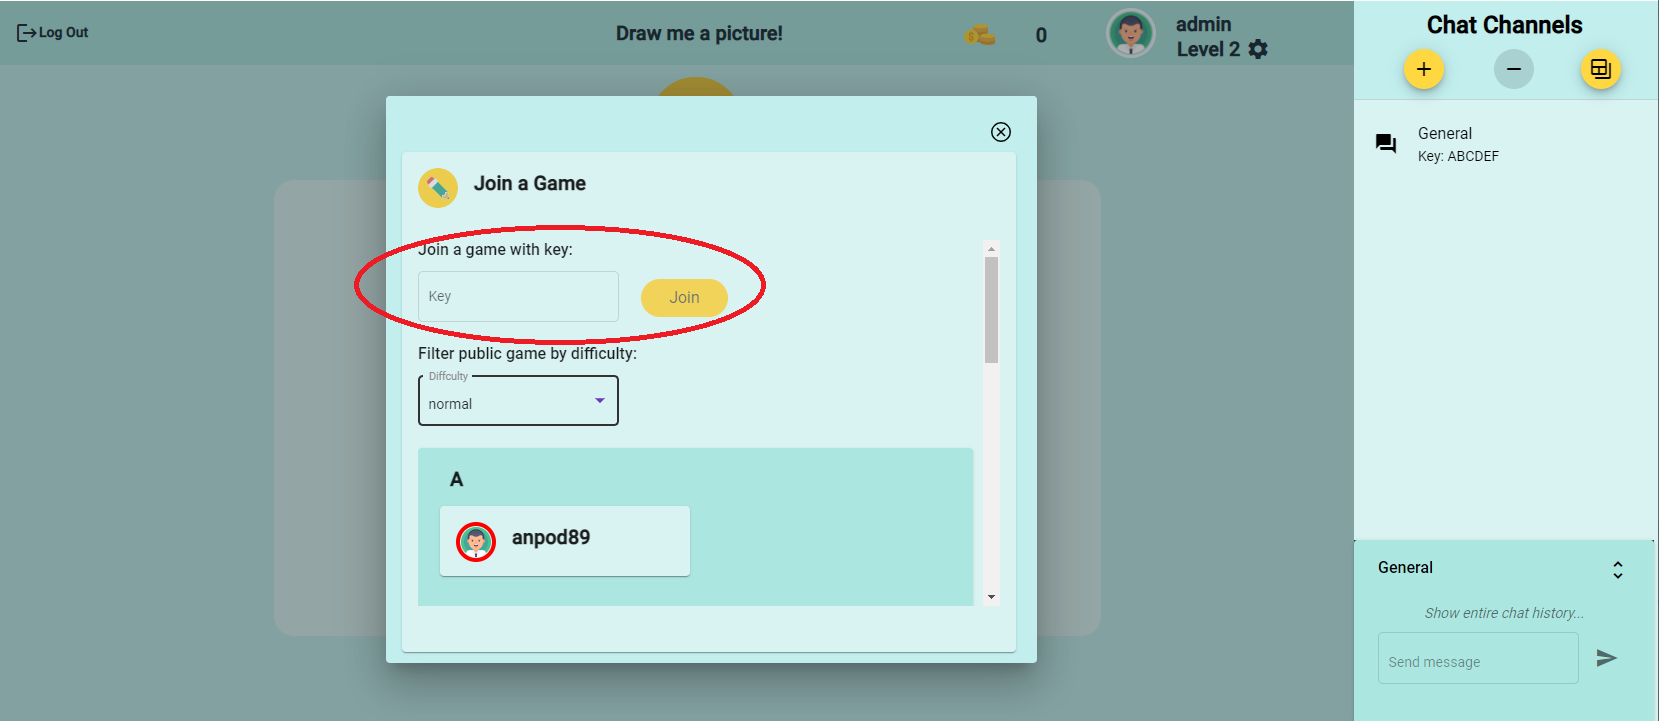 Log Out
Draw me a picture!
0
admin
Level 2
Chat Channels
General
Key: ABCDEF
Join a Game
Join a game with key:
Key
Join
Filter public game by difficulty:
Diffculty
normal
A
anpod89
General
Show entire chat history...
Send message